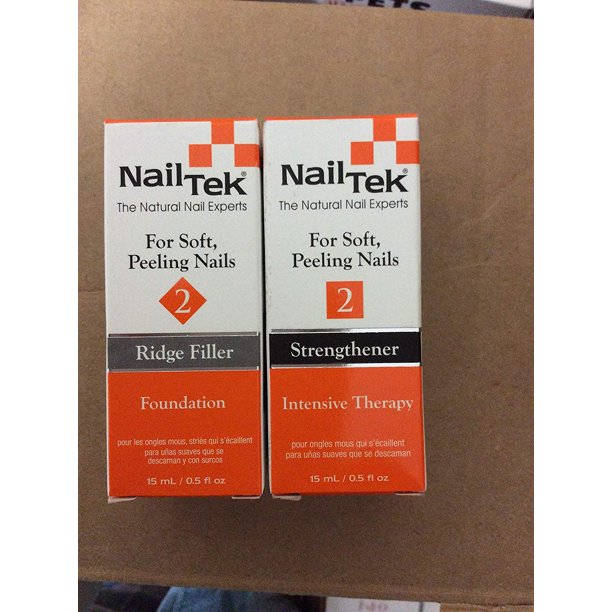 NailTek®
The Natural Nail Experts
For Soft,
Peeling Nails
2
Ridge Filler
Foundation
pour les ongles mous, striés qui s'écaillent
para uñas suaves que se
descaman y con surcos
15 mL / 0.5 fl oz
NailTek®
The Natural Nail Experts
For Soft,
Peeling Nails
2
Strengthener
Intensive Therapy
pour ongles mous qui s'écaillent
para uñas suaves que se descaman
15 mL / 0.5 fl oz